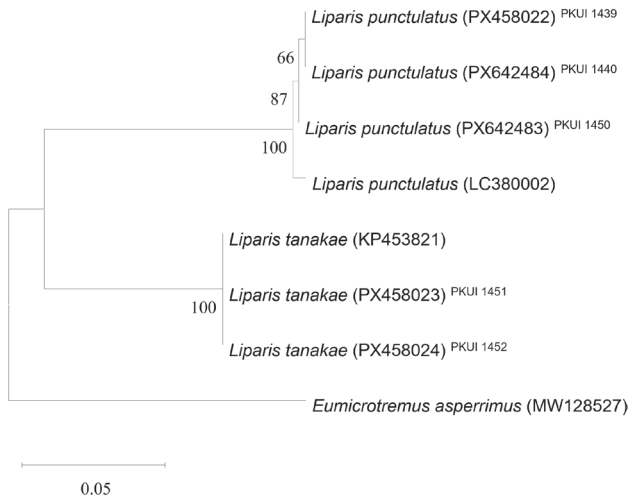 Liparis punctulatus (PX458022) PKUI 1439
66
Liparis punctulatus (PX642484) PKUI 1440
87
Liparis punctulatus (PX642483) PKUI 1450
100
Liparis punctulatus (LC380002)
Liparis tanakae (KP453821)
Liparis tanakae (PX458023) PKUI 1451
100
Liparis tanakae (PX458024) PKUI 1452
Eumicrotremus asperrimus (MW128527)
0.05